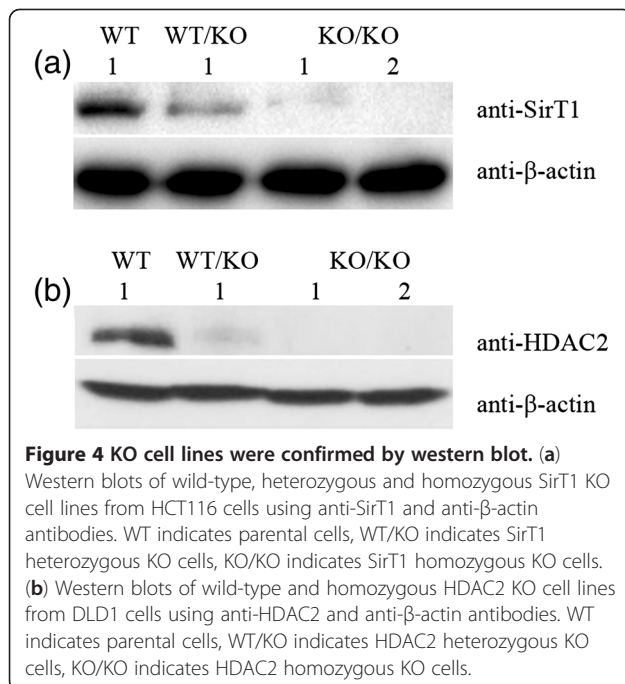 WT WT/KO KO/KO
(a) 1 1 1 2
anti-SirT1
anti-β-actin
WT WT/KO KO/KO
(b) 1 1 1 2
anti-HDAC2
anti-β-actin
Figure 4 KO cell lines were confirmed by western blot. (a)
Western blots of wild-type, heterozygous and homozygous SirT1 KO
cell lines from HCT116 cells using anti-SirT1 and anti-β-actin
antibodies. WT indicates parental cells, WT/KO indicates SirT1
heterozygous KO cells, KO/KO indicates SirT1 homozygous KO cells.
(b) Western blots of wild-type and homozygous HDAC2 KO cell lines
from DLD1 cells using anti-HDAC2 and anti-β-actin antibodies. WT
indicates parental cells, WT/KO indicates HDAC2 heterozygous KO
cells, KO/KO indicates HDAC2 homozygous KO cells.